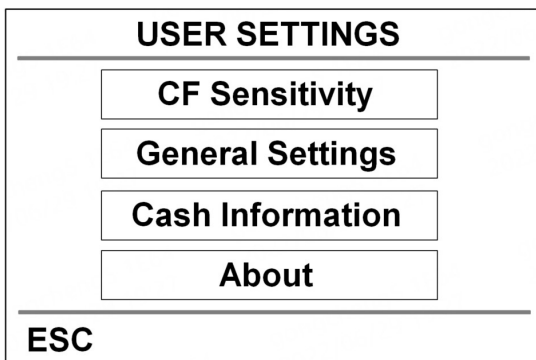 USER SETTINGS
CF Sensitivity
General Settings
Cash Information
About
ESC